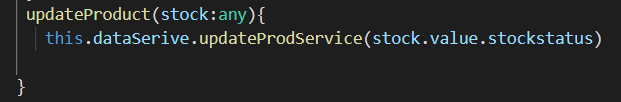 updateProduct(stock:any){
this.dataSerive.updateProdService(stock.value.stockstatus)
}